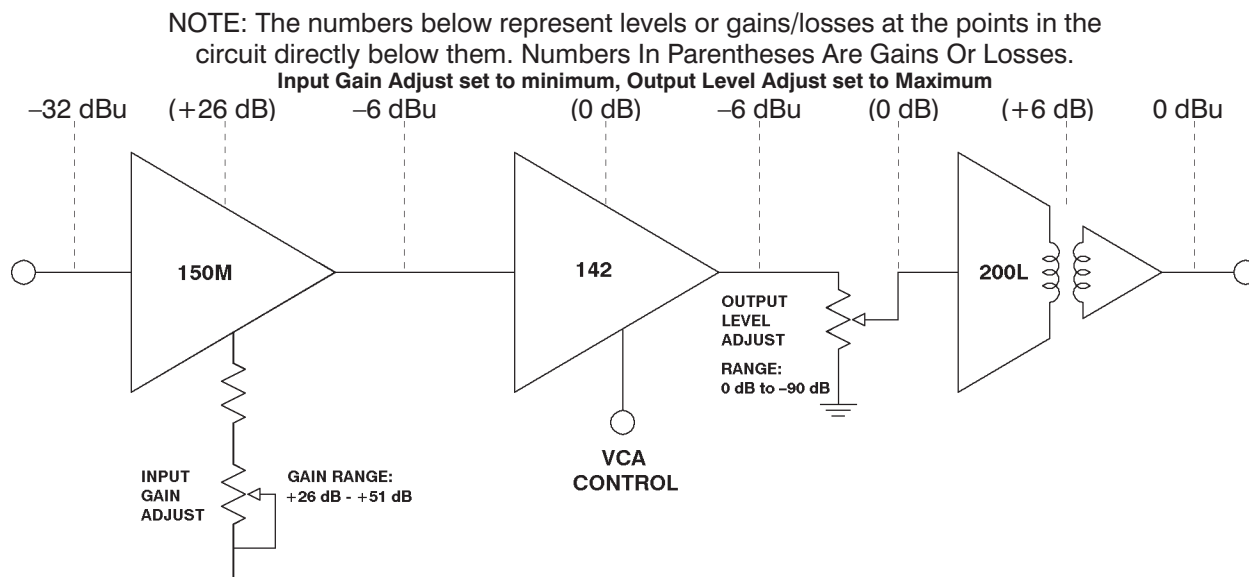 NOTE: The numbers below represent levels or gains/losses at the points in the
circuit directly below them. Numbers In Parentheses Are Gains Or Losses.
Input Gain Adjust set to minimum, Output Level Adjust set to Maximum
–32 dBu (+26 dB) –6 dBu (0 dB) –6 dBu (0 dB) (+6 dB) 0 dBu
150M
142
200L
OUTPUT
LEVEL
ADJUST
RANGE:
0 dB to –90 dB
VCA
CONTROL
INPUT
GAIN
ADJUST
GAIN RANGE:
+26 dB - +51 dB